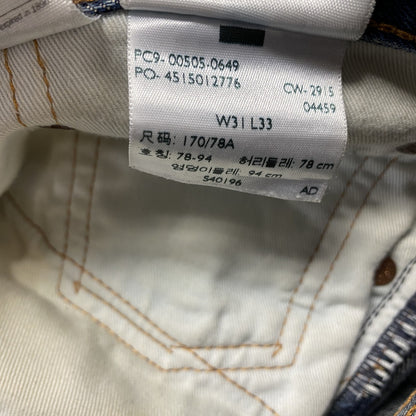 PC9- 00505-0649
PO- 4515012776
CW-2915
04459
W31 L33
尺码: 170/78A
호칭: 78-94 허리둘레: 78 cm
엉덩이둘레: 94 cm
S40196
AD